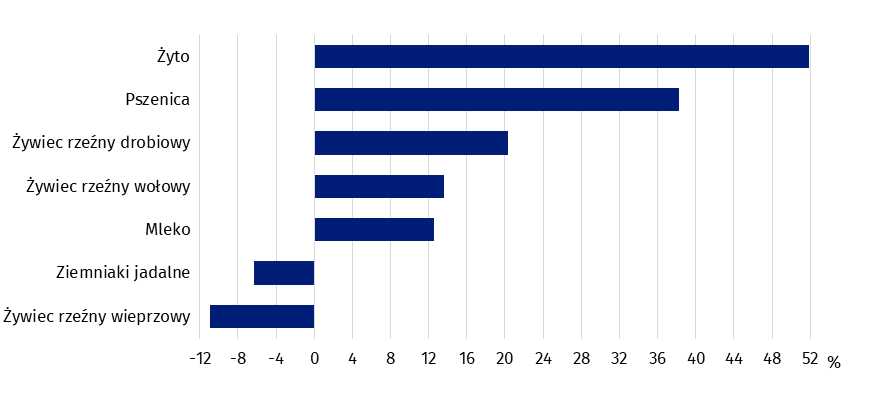 Żyto
Pszenica
Żywiec rzeźny drobiowy
Żywiec rzeźny wołowy
Mleko
Ziemniaki jadalne
Żywiec rzeźny wieprzowy
-12 -8 -4 0 4 8 12 16 20 24 28 32 36 40 44 48 52 %